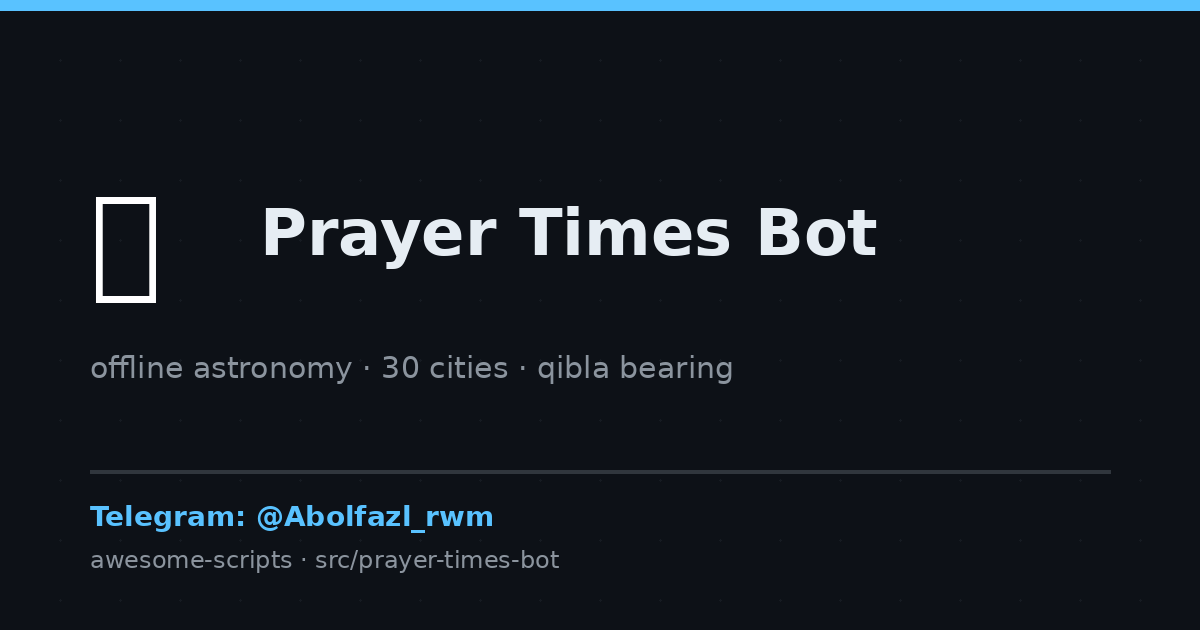 Prayer Times Bot
offline astronomy · 30 cities · qibla bearing
Telegram: @Abolfazl_rwm
awesome-scripts · src/prayer-times-bot